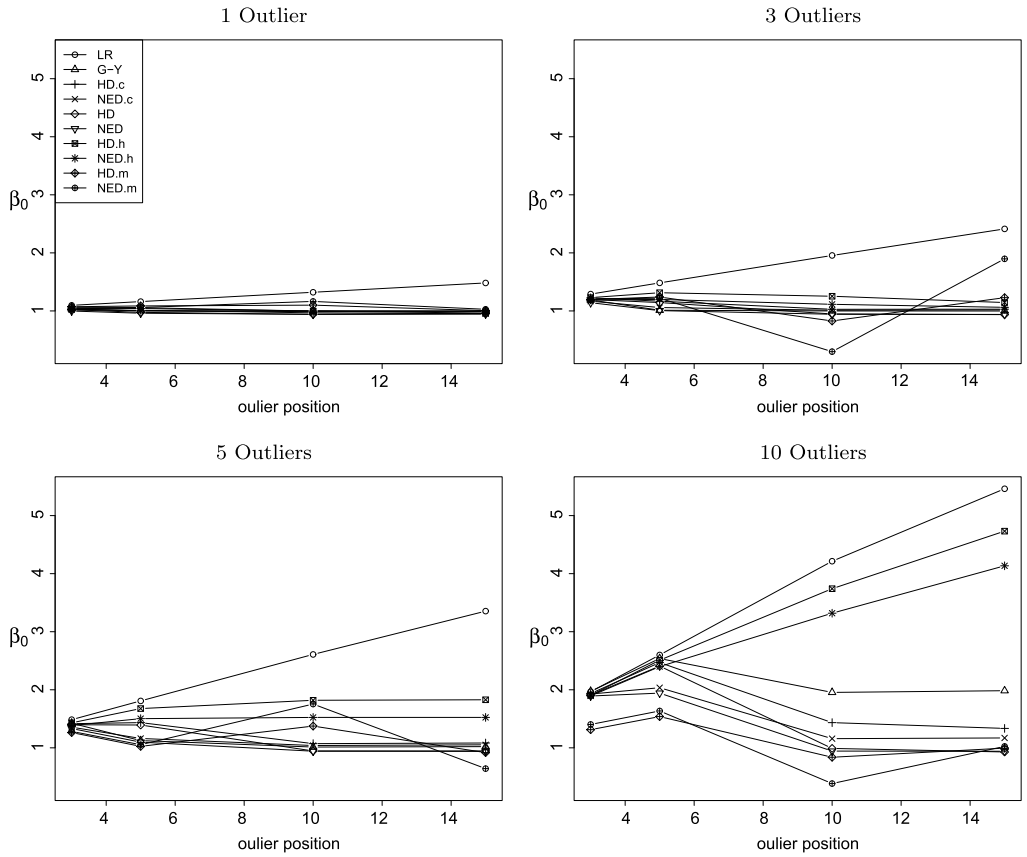 1 Outlier
5
4
3
2
1
β0
LR
G−Y
HD.c
NED.c
HD
NED
HD.h
NED.h
HD.m
NED.m
4 6 8 10 12 14
oulier position
3 Outliers
5
4
3
2
1
β0
4 6 8 10 12 14
oulier position
5 Outliers
5
4
3
2
1
β0
4 6 8 10 12 14
oulier position
10 Outliers
5
4
3
2
1
β0
4 6 8 10 12 14
oulier position